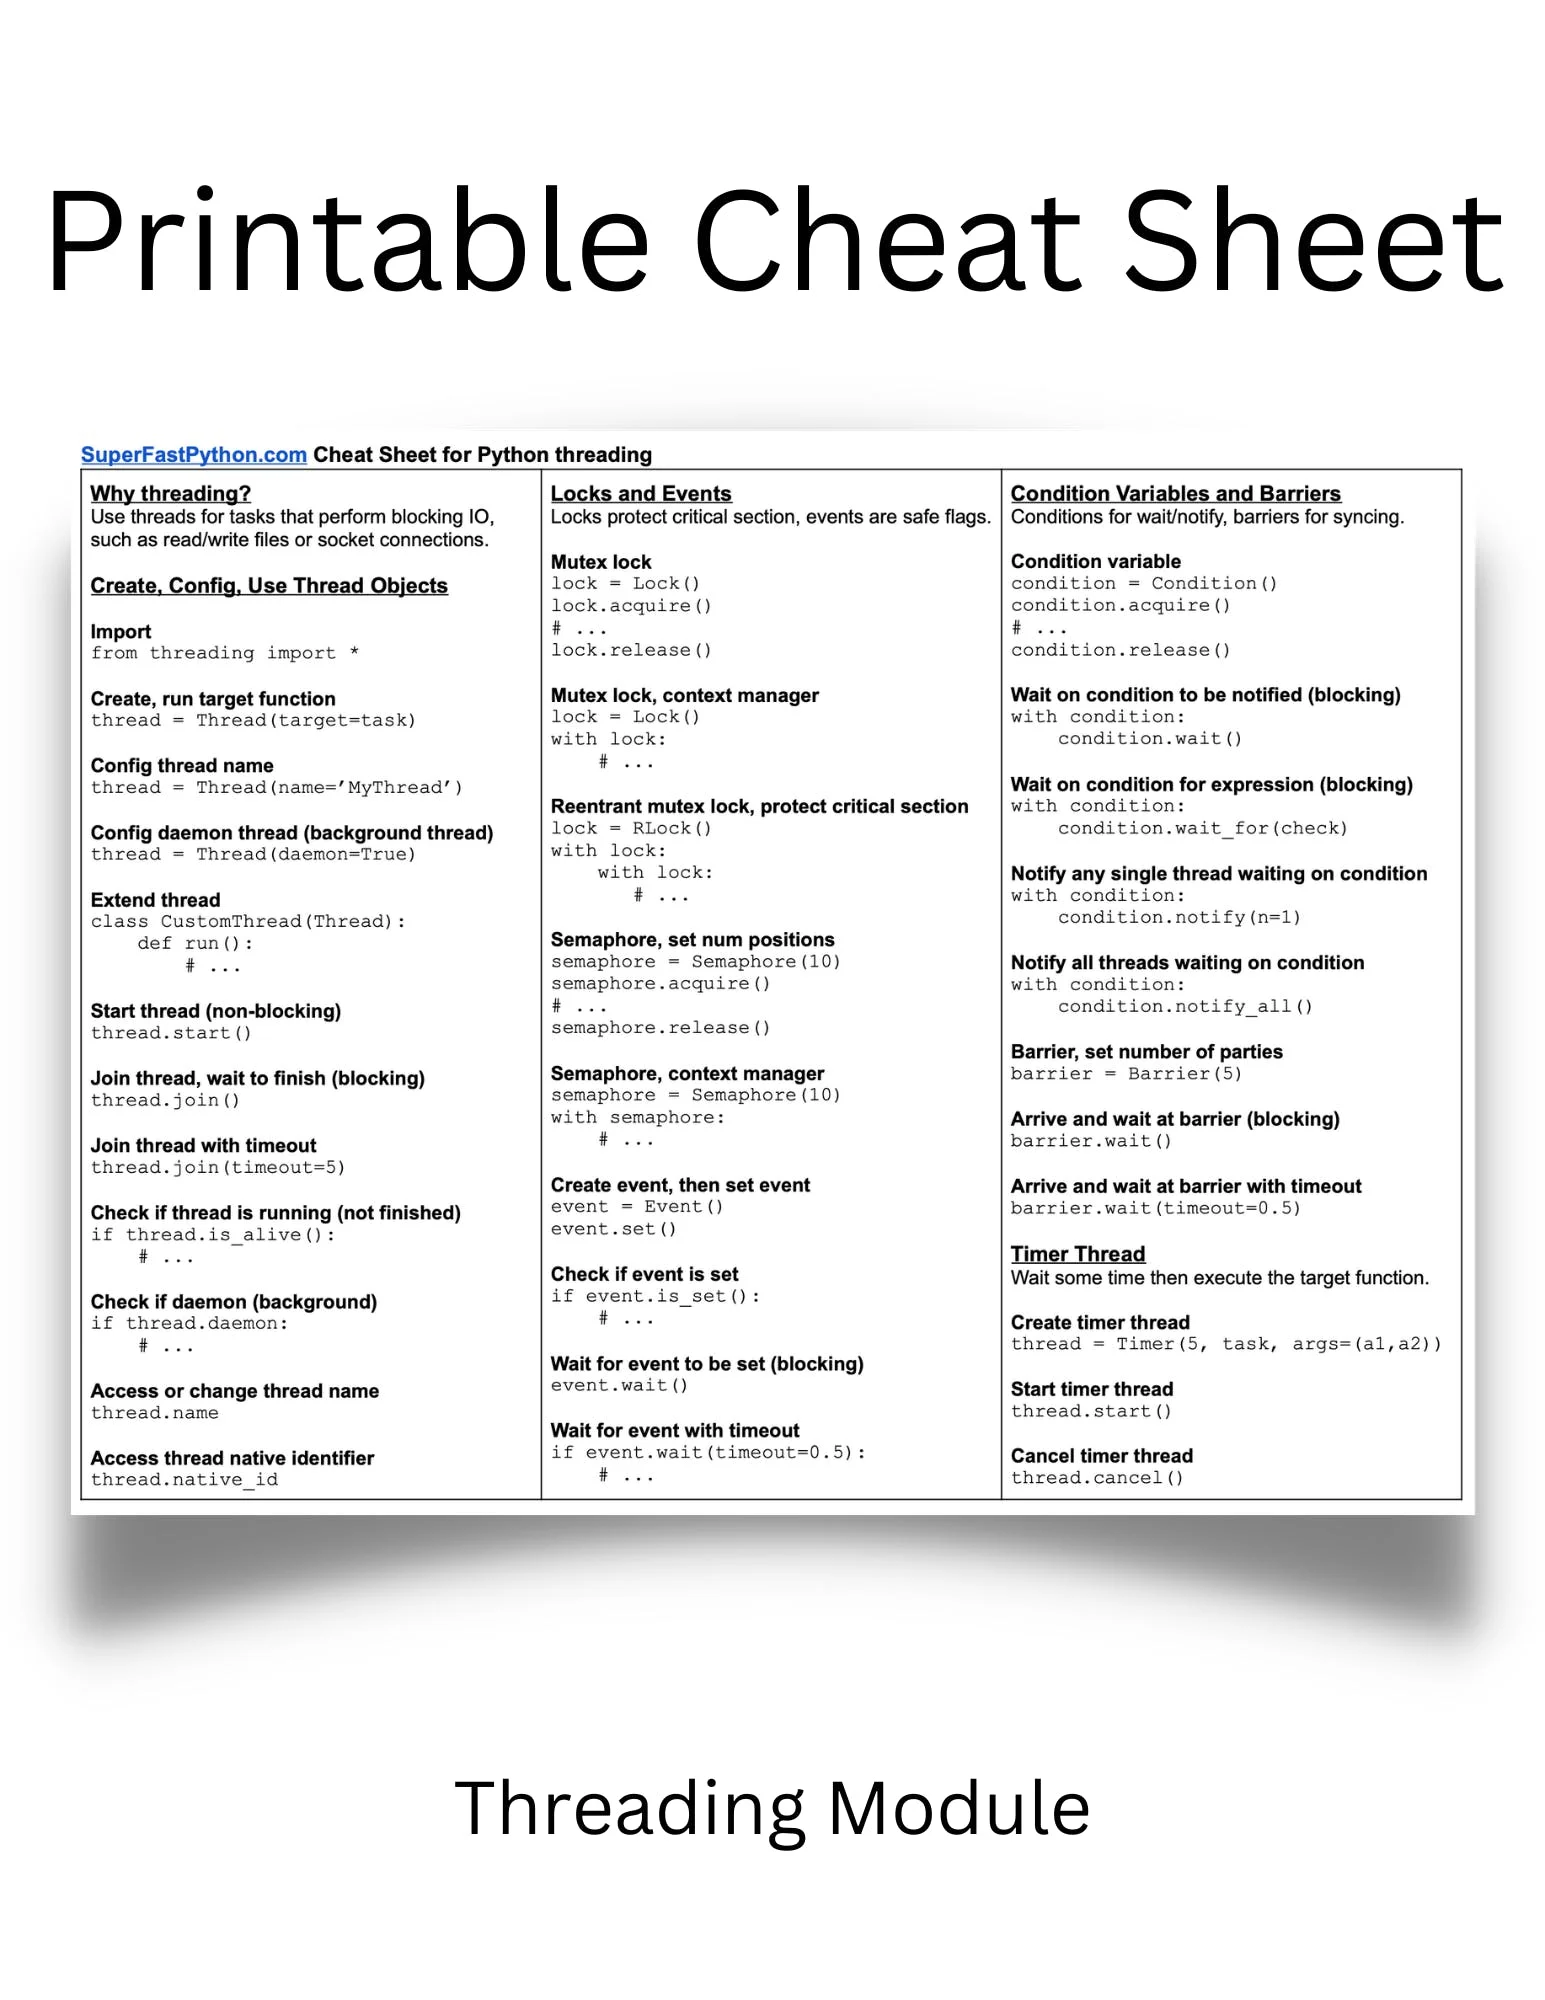 Printable Cheat Sheet
SuperFastPython.com Cheat Sheet for Python threading
Why threading?
Use threads for tasks that perform blocking IO,
such as read/write files or socket connections.
Create, Config, Use Thread Objects
Import
from threading import *
Create, run target function
thread = Thread(target=task)
Config thread name
thread = Thread(name=’MyThread’)
Config daemon thread (background thread)
thread = Thread(daemon=True)
Extend thread
class CustomThread(Thread):
    def run():
        # ...
Start thread (non-blocking)
thread.start()
Join thread, wait to finish (blocking)
thread.join()
Join thread with timeout
thread.join(timeout=5)
Check if thread is running (not finished)
if thread.is_alive():
    # ...
Check if daemon (background)
if thread.daemon:
    # ...
Access or change thread name
thread.name
Access thread native identifier
thread.native_id
Locks and Events
Locks protect critical section, events are safe flags.
Mutex lock
lock = Lock()
lock.acquire()
# ...
lock.release()
Mutex lock, context manager
lock = Lock()
with lock:
    # ...
Reentrant mutex lock, protect critical section
lock = RLock()
with lock:
    with lock:
       # ...
Semaphore, set num positions
semaphore = Semaphore(10)
semaphore.acquire()
# ...
semaphore.release()
Semaphore, context manager
semaphore = Semaphore(10)
with semaphore:
    # ...
Create event, then set event
event = Event()
event.set()
Check if event is set
if event.is_set():
    # ...
Wait for event to be set (blocking)
event.wait()
Wait for event with timeout
if event.wait(timeout=0.5):
    # ...
Condition Variables and Barriers
Conditions for wait/notify, barriers for syncing.
Condition variable
condition = Condition()
condition.acquire()
# ...
condition.release()
Wait on condition to be notified (blocking)
with condition:
    condition.wait()
Wait on condition for expression (blocking)
with condition:
    condition.wait_for(check)
Notify any single thread waiting on condition
with condition:
    condition.notify(n=1)
Notify all threads waiting on condition
with condition:
    condition.notify_all()
Barrier, set number of parties
barrier = Barrier(5)
Arrive and wait at barrier (blocking)
barrier.wait()
Arrive and wait at barrier with timeout
barrier.wait(timeout=0.5)
Timer Thread
Wait some time then execute the target function.
Create timer thread
thread = Timer(5, task, args=(a1,a2))
Start timer thread
thread.start()
Cancel timer thread
thread.cancel()
Threading Module